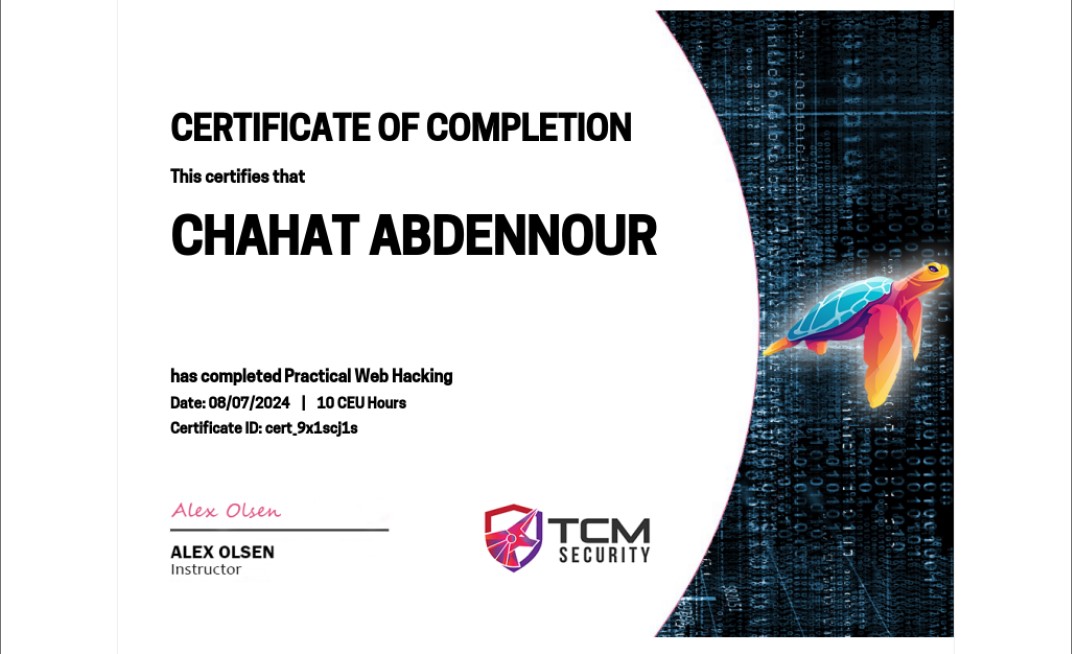 CERTIFICATE OF COMPLETION
This certifies that
CHAHAT ABDENNOUR
has completed Practical Web Hacking
Date: 08/07/2024 | 10 CEU Hours
Certificate ID: cert_9x1scj1s
Alex Olsen
ALEX OLSEN
Instructor
TCM
SECURITY